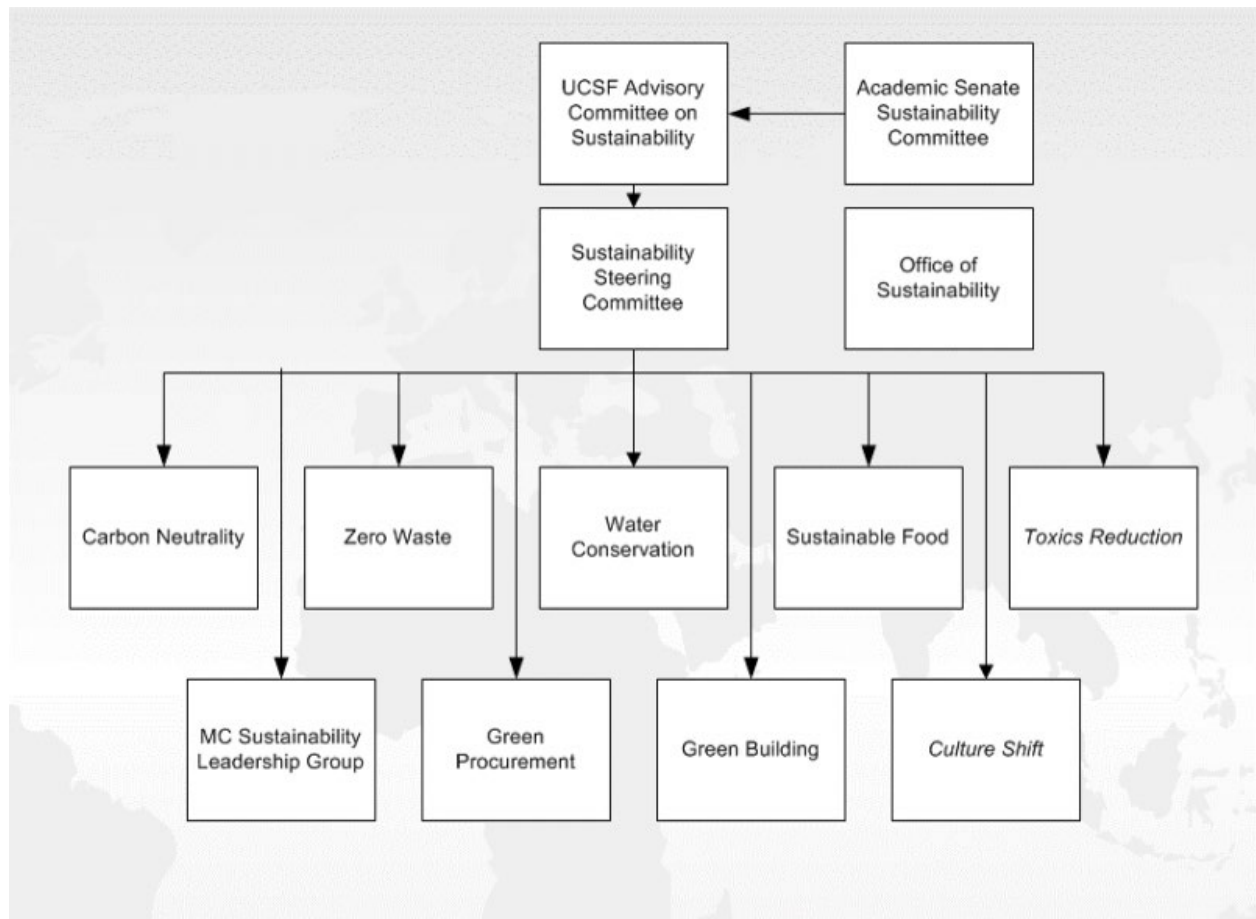 UCSF Advisory
Committee on
Sustainability
Academic Senate
Sustainability
Committee
Sustainability
Steering
Committee
Office of
Sustainability
Carbon Neutrality
Zero Waste
Water
Conservation
Sustainable Food
Toxics Reduction
MC Sustainability
Leadership Group
Green
Procurement
Green Building
Culture Shift